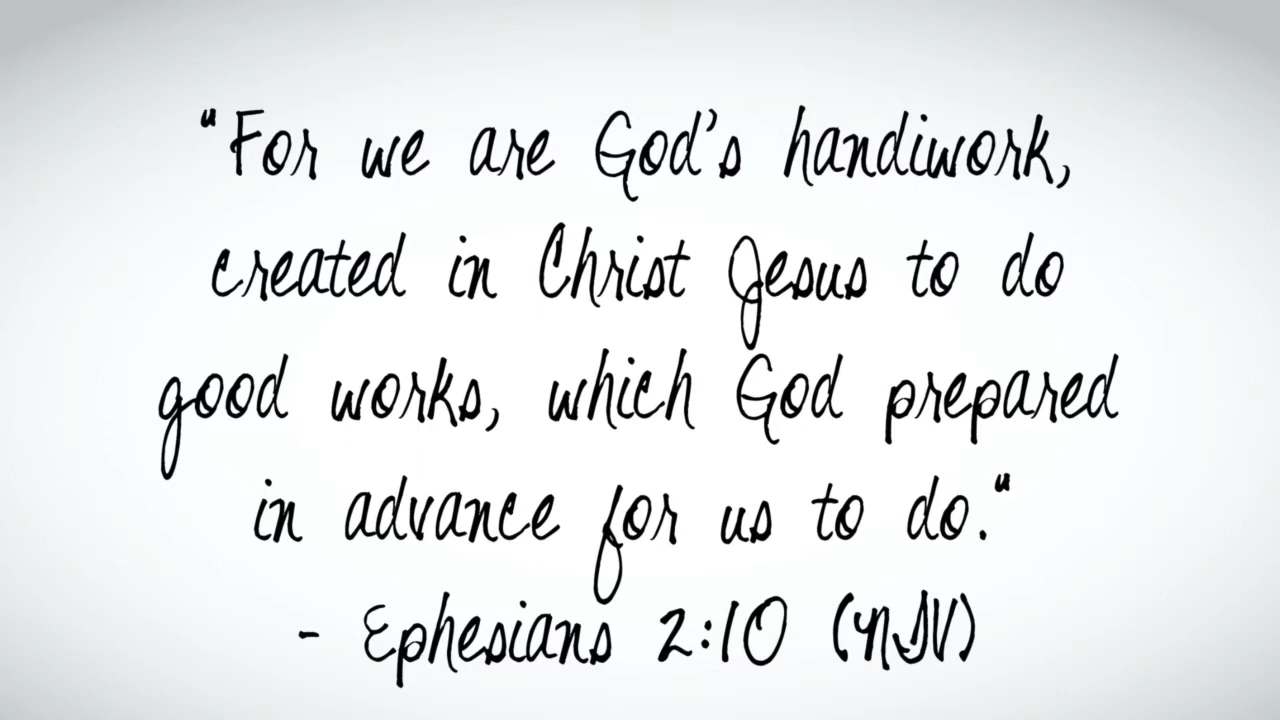 "For we are God's handiwork,
created in Christ Jesus to do
good works, which God prepared
in advance for us to do."
- Ephesians 2:10 (NIV)